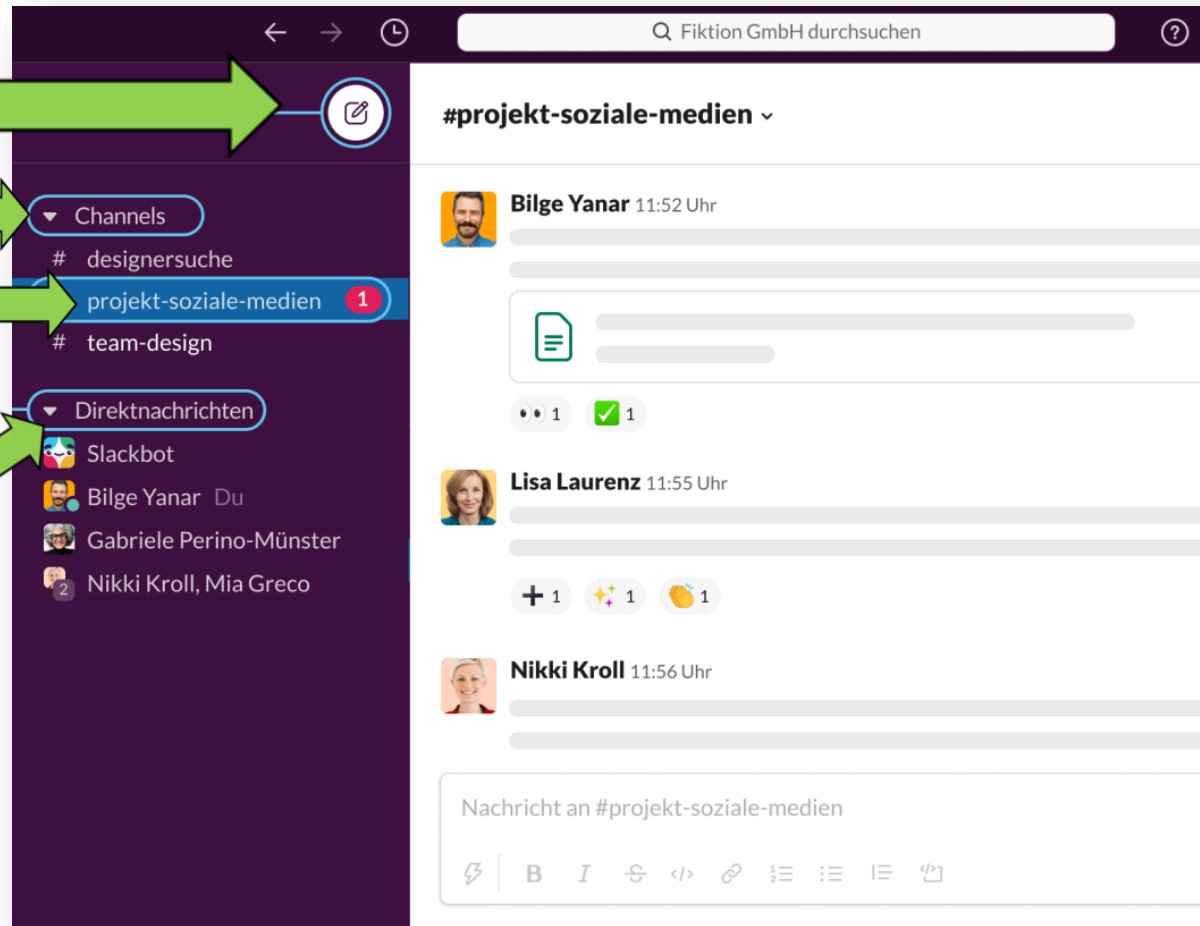 Fiktion GmbH durchsuchen
Channels
# designersuche
projekt-soziale-medien 1
# team-design
Direktnachrichten
Slackbot
Bilge Yanar Du
Gabriele Perino-Münster
2 Nikki Kroll, Mia Greco
#projekt-soziale-medien
Bilge Yanar 11:52 Uhr
1 1
Lisa Laurenz 11:55 Uhr
1 1 1
Nikki Kroll 11:56 Uhr
Nachricht an #projekt-soziale-medien
B I S </>